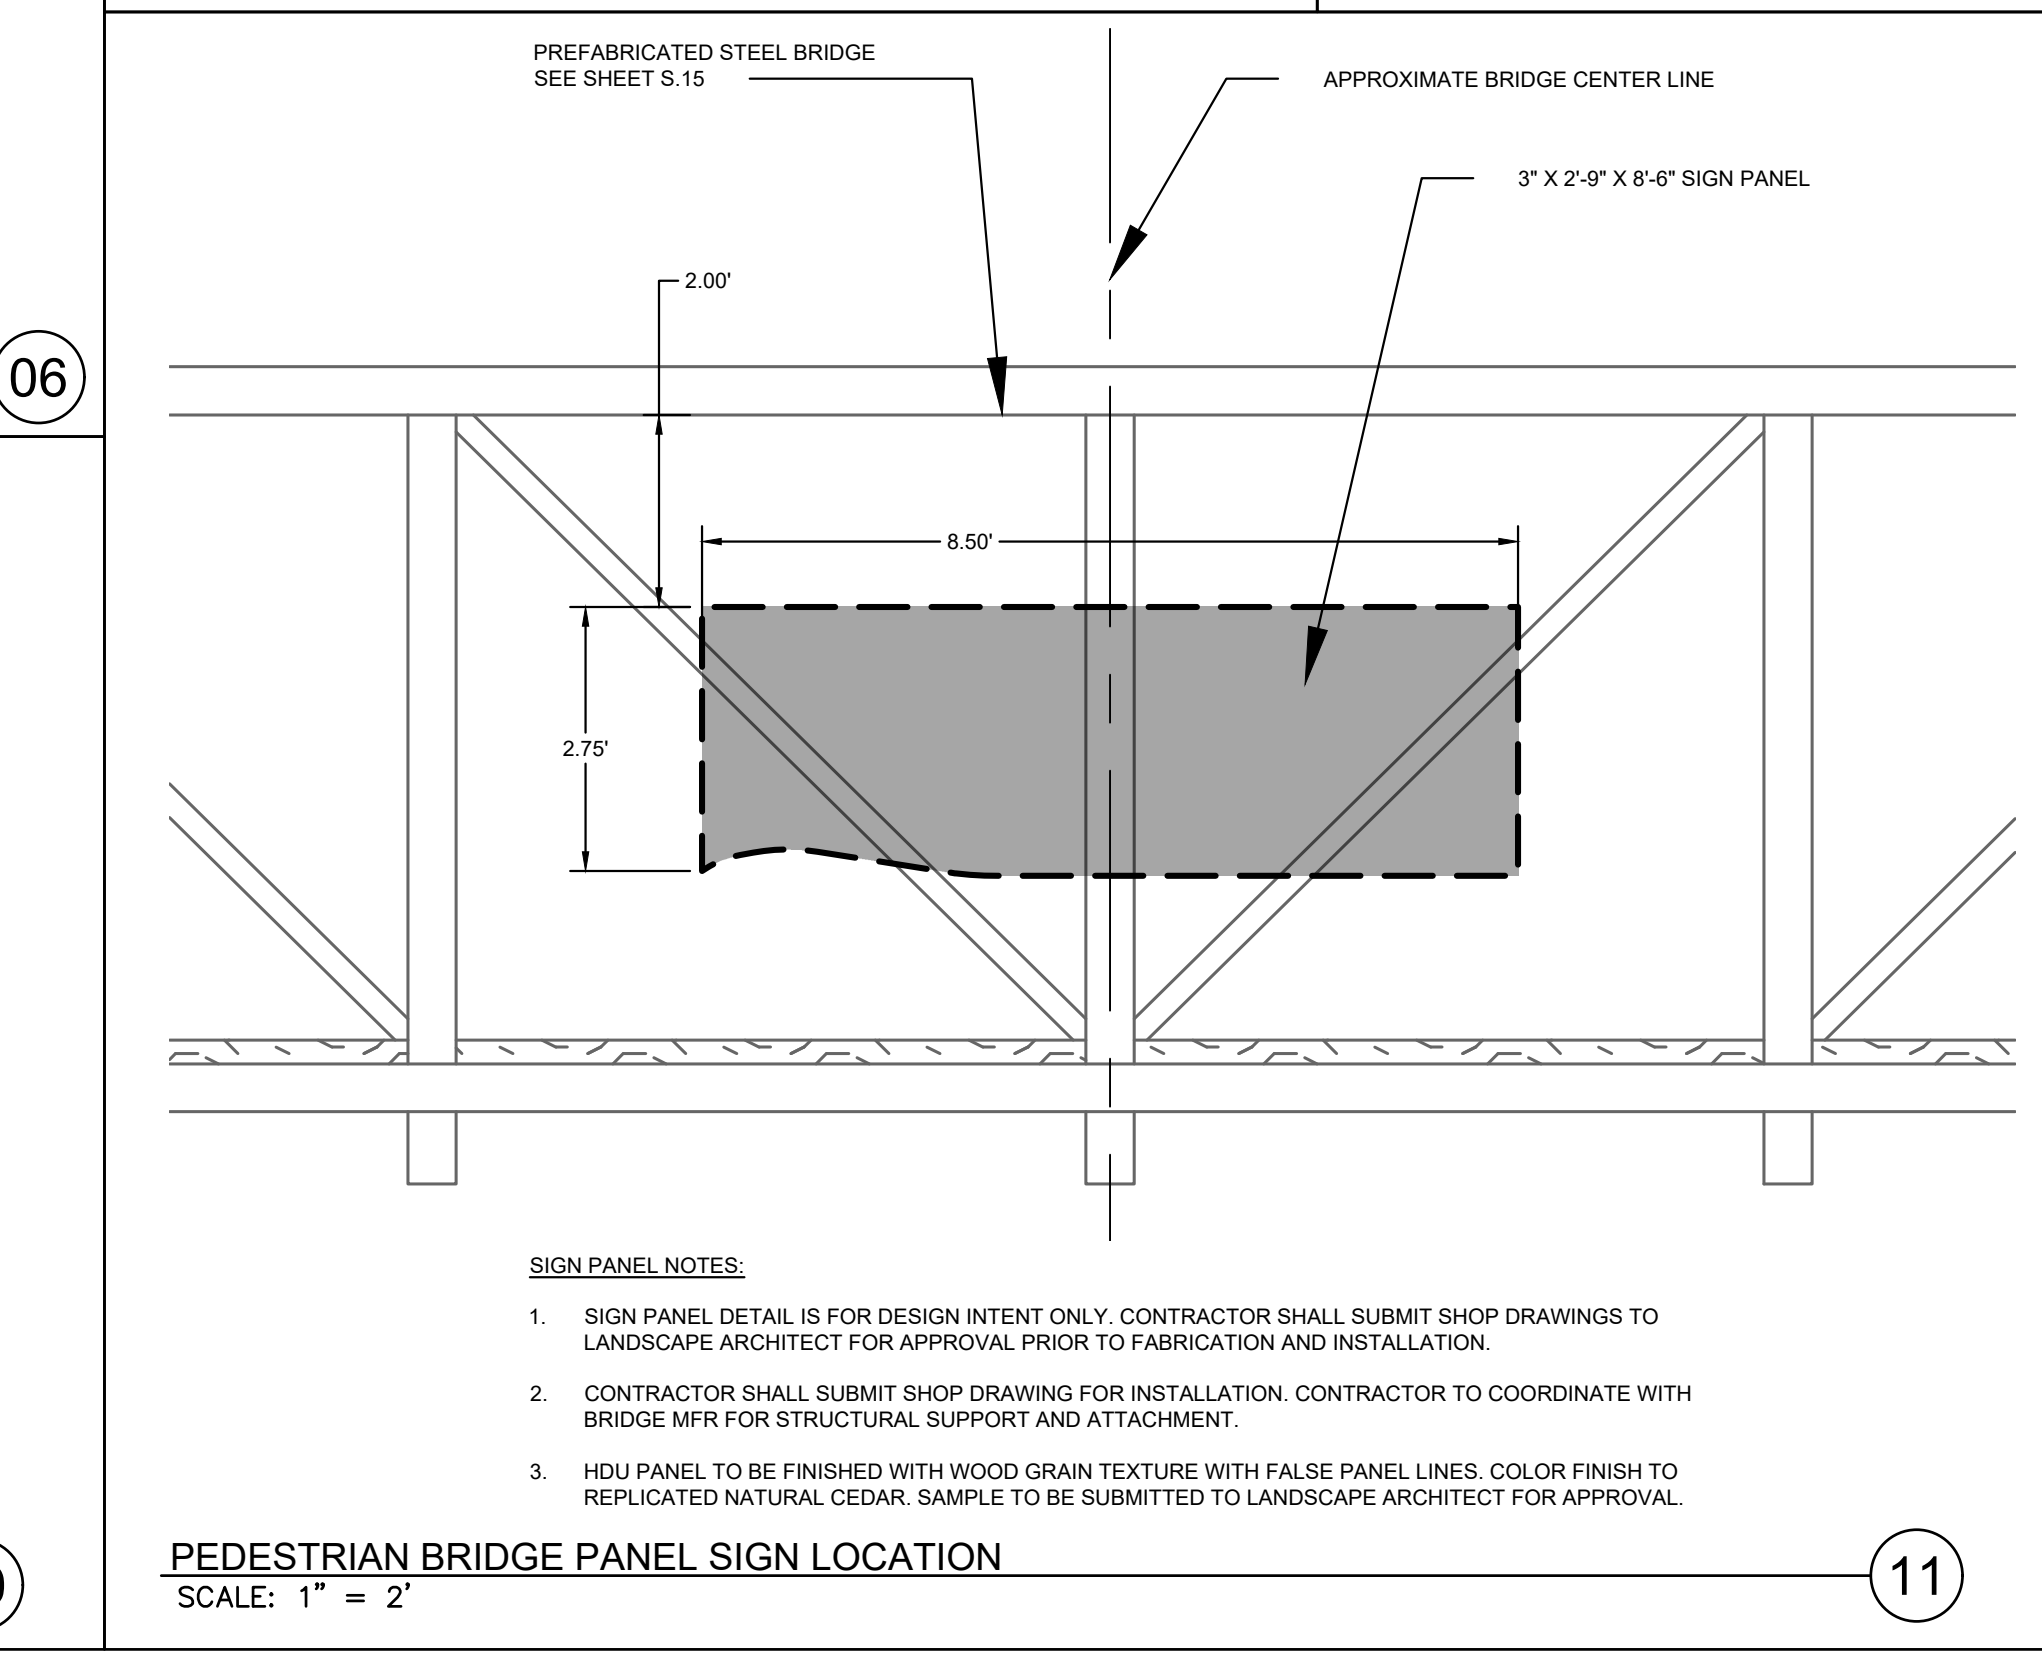 PREFABRICATED STEEL BRIDGE
SEE SHEET S.15
APPROXIMATE BRIDGE CENTER LINE
3" X 2'-9" X 8'-6" SIGN PANEL
2.00'
06
8.50'
2.75'
SIGN PANEL NOTES:
1. SIGN PANEL DETAIL IS FOR DESIGN INTENT ONLY. CONTRACTOR SHALL SUBMIT SHOP DRAWINGS TO
LANDSCAPE ARCHITECT FOR APPROVAL PRIOR TO FABRICATION AND INSTALLATION.
2. CONTRACTOR SHALL SUBMIT SHOP DRAWING FOR INSTALLATION. CONTRACTOR TO COORDINATE WITH
BRIDGE MFR FOR STRUCTURAL SUPPORT AND ATTACHMENT.
3. HDU PANEL TO BE FINISHED WITH WOOD GRAIN TEXTURE WITH FALSE PANEL LINES. COLOR FINISH TO
REPLICATED NATURAL CEDAR. SAMPLE TO BE SUBMITTED TO LANDSCAPE ARCHITECT FOR APPROVAL.
PEDESTRIAN BRIDGE PANEL SIGN LOCATION
SCALE: 1" = 2'
11